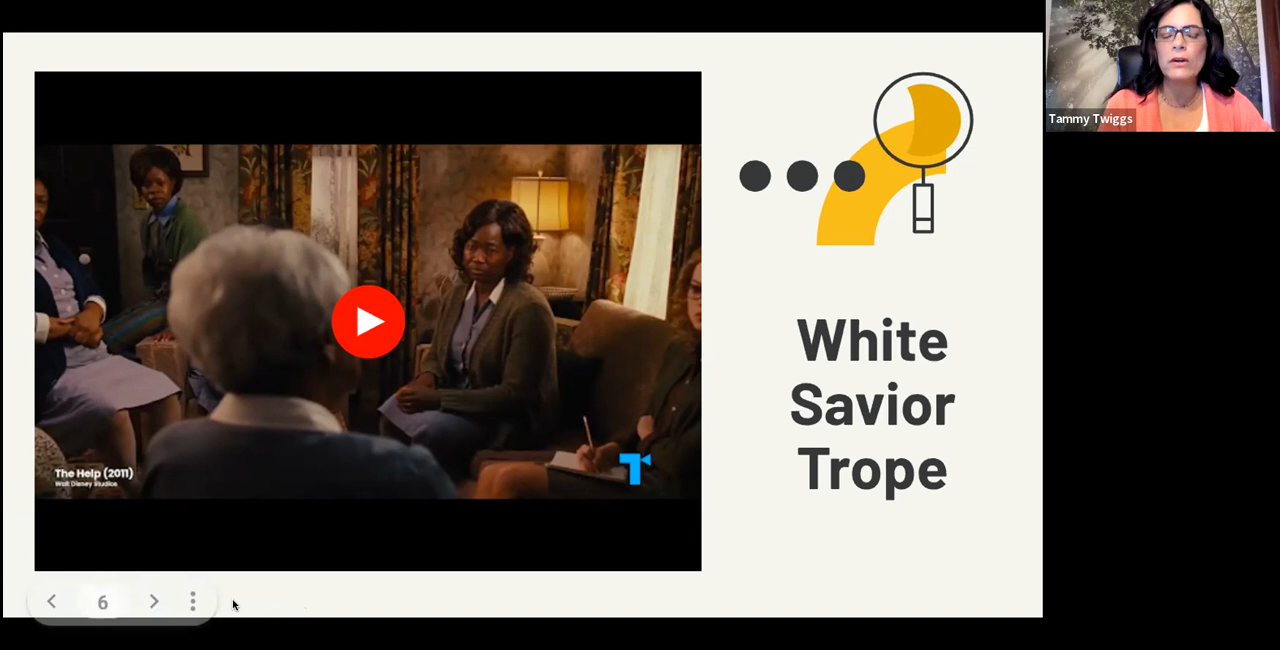 Tammy Twiggs
White
Savior
Trope
The Help (2011)
Walt Disney Studios
T
6